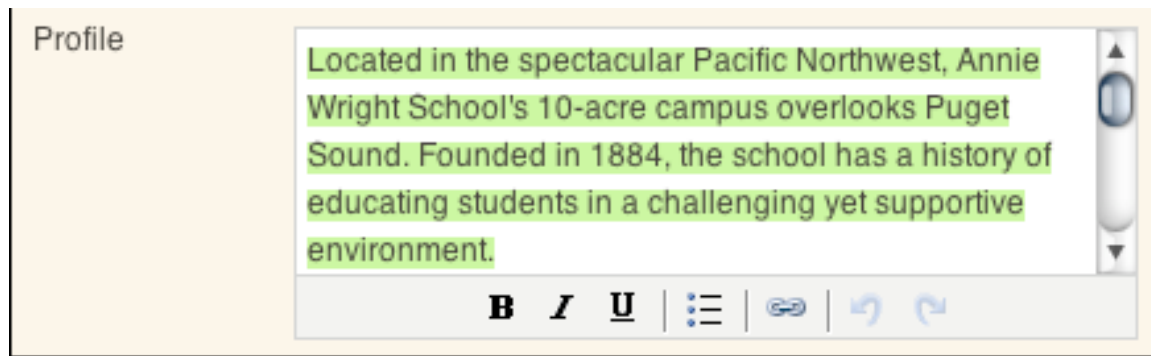 Profile
Located in the spectacular Pacific Northwest, Annie
Wright School's 10-acre campus overlooks Puget
Sound. Founded in 1884, the school has a history of
educating students in a challenging yet supportive
environment.
B I U